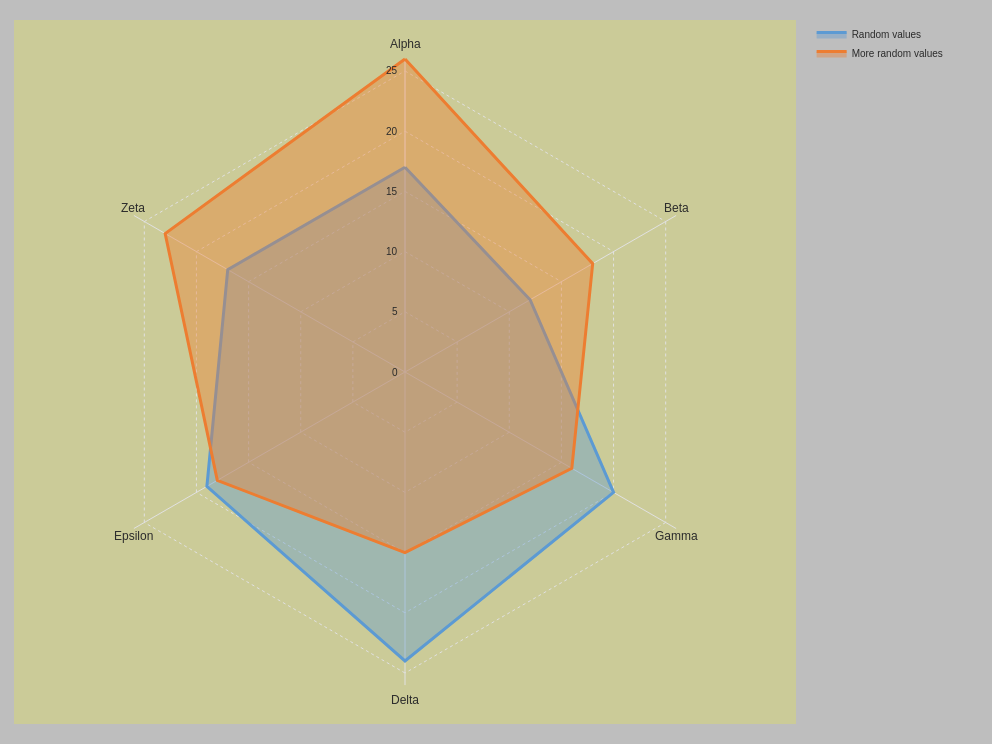 Alpha
25
20
15
10
5
0
Beta
Gamma
Delta
Epsilon
Zeta
Random values
More random values